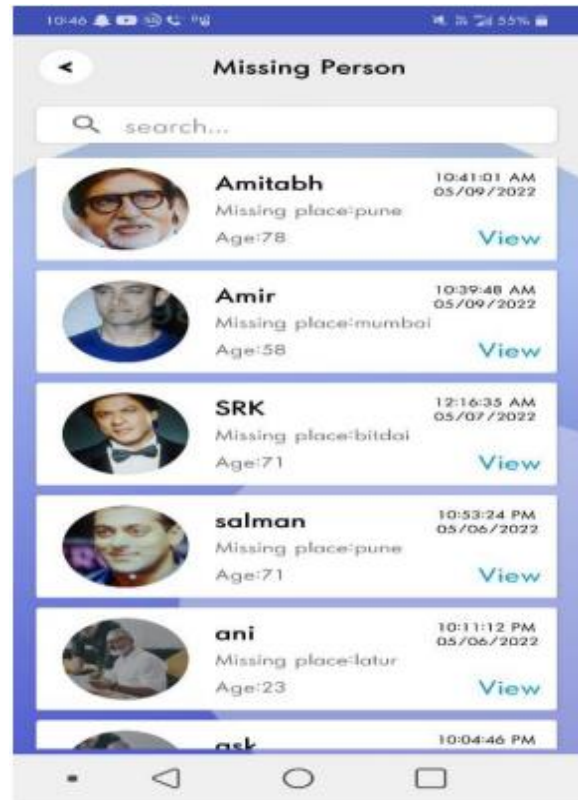 10:46
55%
Missing Person
search...
Amitabh
10:41:01 AM
05/09/2022
Missing place:pune
Age:78
View
Amir
10:39:48 AM
05/09/2022
Missing place:mumbai
Age:58
View
SRK
12:16:35 AM
05/07/2022
Missing place:bitdai
Age:71
View
salman
10:53:24 PM
05/06/2022
Missing place:pune
Age:71
View
ani
10:11:12 PM
05/06/2022
Missing place:latur
Age:23
View
ask
10:04:46 PM